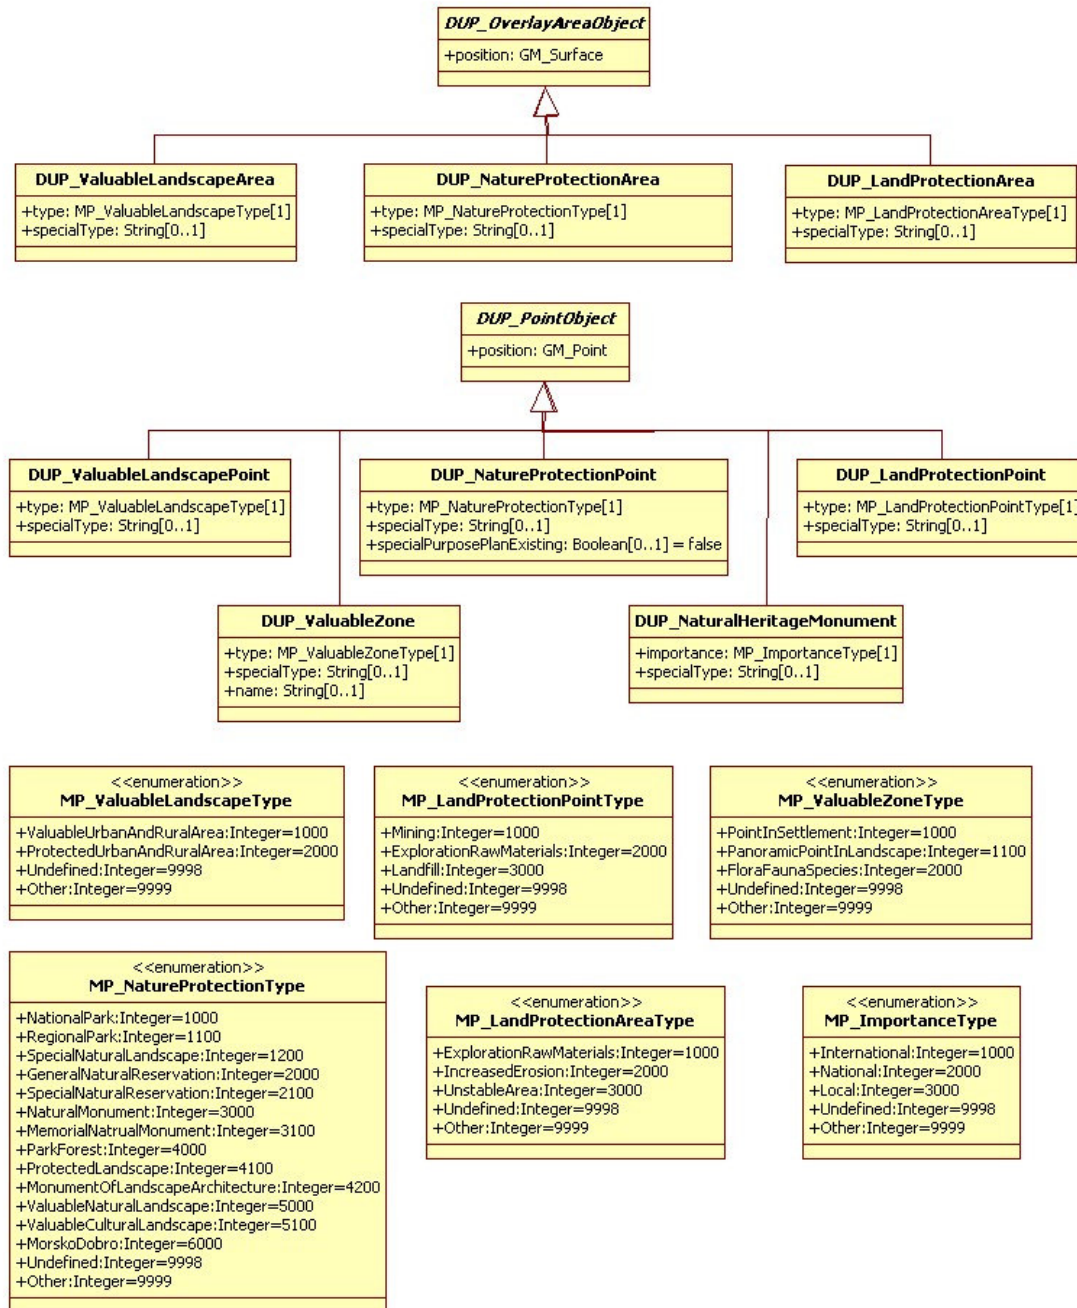 DUP_OverlayAreaObject
+position: GM_Surface
DUP_ValuableLandscapeArea
+type: MP_ValuableLandscapeType[1]
+specialType: String[0..1]
DUP_NatureProtectionArea
+type: MP_NatureProtectionType[1]
+specialType: String[0..1]
DUP_LandProtectionArea
+type: MP_LandProtectionAreaType[1]
+specialType: String[0..1]
DUP_PointObject
+position: GM_Point
DUP_ValuableLandscapePoint
+type: MP_ValuableLandscapeType[1]
+specialType: String[0..1]
DUP_NatureProtectionPoint
+type: MP_NatureProtectionType[1]
+specialType: String[0..1]
+specialPurposePlanExisting: Boolean[0..1] = false
DUP_LandProtectionPoint
+type: MP_LandProtectionPointType[1]
+specialType: String[0..1]
DUP_ValuableZone
+type: MP_ValuableZoneType[1]
+specialType: String[0..1]
+name: String[0..1]
DUP_NaturalHeritageMonument
+importance: MP_ImportanceType[1]
+specialType: String[0..1]
<<enumeration>>
MP_ValuableLandscapeType
+ValuableUrbanAndRuralArea:Integer=1000
+ProtectedUrbanAndRuralArea:Integer=2000
+Undefined:Integer=9998
+Other:Integer=9999
<<enumeration>>
MP_LandProtectionPointType
+Mining:Integer=1000
+ExplorationRawMaterials:Integer=2000
+Landfill:Integer=3000
+Undefined:Integer=9998
+Other:Integer=9999
<<enumeration>>
MP_ValuableZoneType
+PointInSettlement:Integer=1000
+PanoramicPointInLandscape:Integer=1100
+FloraFaunaSpecies:Integer=2000
+Undefined:Integer=9998
+Other:Integer=9999
<<enumeration>>
MP_NatureProtectionType
+NationalPark:Integer=1000
+RegionalPark:Integer=1100
+SpecialNaturalLandscape:Integer=1200
+GeneralNaturalReservation:Integer=2000
+SpecialNaturalReservation:Integer=2100
+NaturalMonument:Integer=3000
+MemorialNatrualMonument:Integer=3100
+ParkForest:Integer=4000
+ProtectedLandscape:Integer=4100
+MonumentOfLandscapeArchitecture:Integer=4200
+ValuableNaturalLandscape:Integer=5000
+ValuableCulturalLandscape:Integer=5100
+MorskoDobro:Integer=6000
+Undefined:Integer=9998
+Other:Integer=9999
<<enumeration>>
MP_LandProtectionAreaType
+ExplorationRawMaterials:Integer=1000
+IncreasedErosion:Integer=2000
+UnstableArea:Integer=3000
+Undefined:Integer=9998
+Other:Integer=9999
<<enumeration>>
MP_ImportanceType
+International:Integer=1000
+National:Integer=2000
+Local:Integer=3000
+Undefined:Integer=9998
+Other:Integer=9999